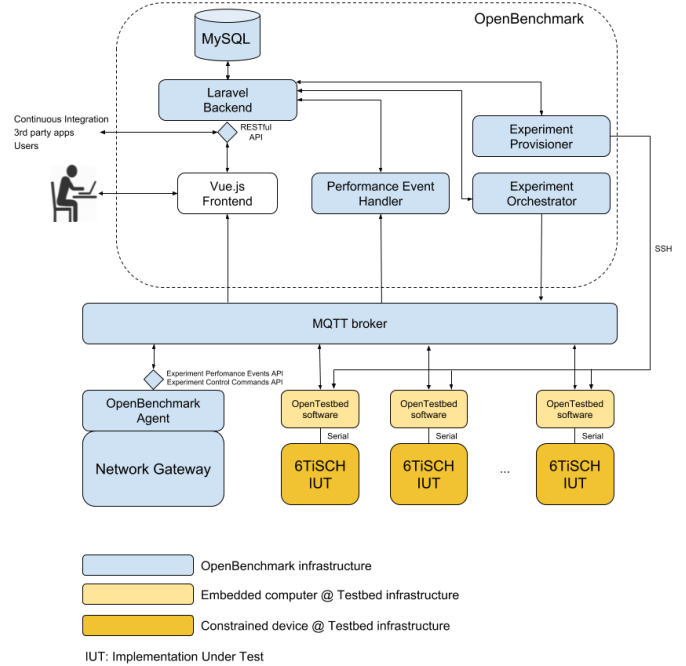 OpenBenchmark
MySQL
Laravel
Backend
Continuous Integration
3rd party apps
Users
RESTful
API
Experiment
Provisioner
Vue.js
Frontend
Performance Event
Handler
Experiment
Orchestrator
SSH
MQTT broker
Experiment Perfomance Events API
Experiment Control Commands API
OpenBenchmark
Agent
Network Gateway
OpenTestbed
software
OpenTestbed
software
OpenTestbed
software
Serial
Serial
Serial
6TiSCH
IUT
6TiSCH
IUT
...
6TiSCH
IUT
OpenBenchmark infrastructure
Embedded computer @ Testbed infrastructure
Constrained device @ Testbed infrastructure
IUT: Implementation Under Test